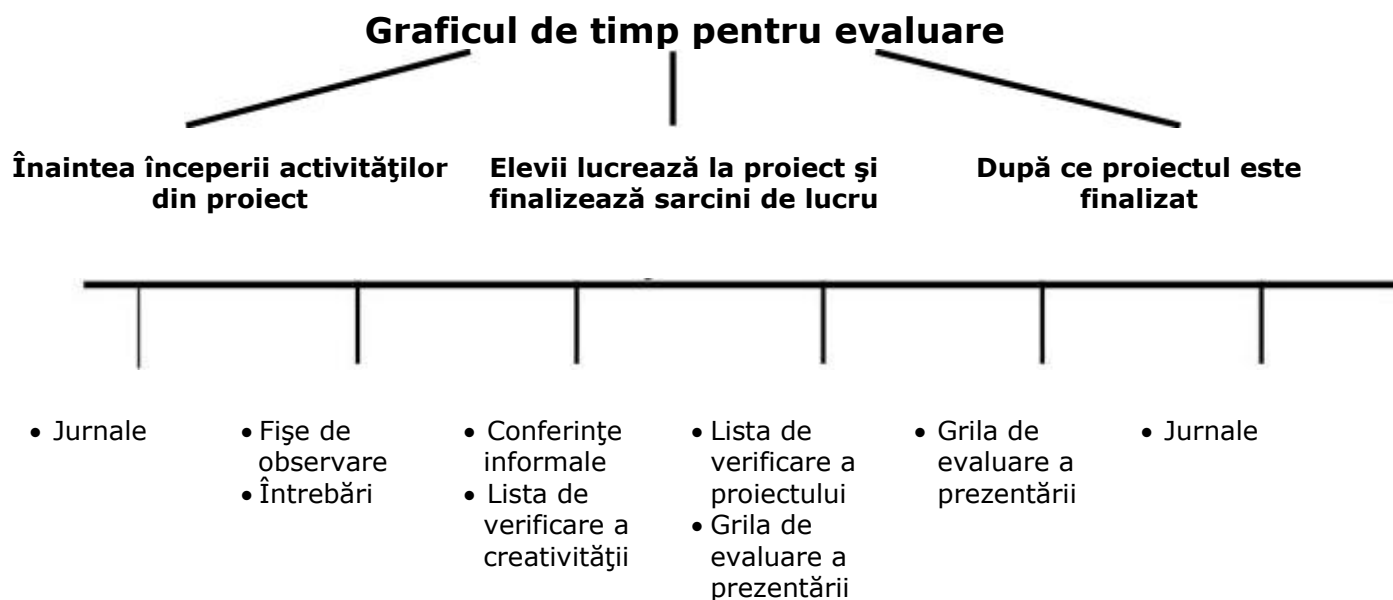 Graficul de timp pentru evaluare
Înaintea începerii activităţilor
din proiect
Elevii lucrează la proiect şi
finalizează sarcini de lucru
După ce proiectul este
finalizat
• Jurnale
• Fişe de
observare
• Întrebări
• Conferinţe
informale
• Lista de
verificare a
creativităţii
• Lista de
verificare a
proiectului
• Grila de
evaluare a
prezentării
• Grila de
evaluare a
prezentării
• Jurnale